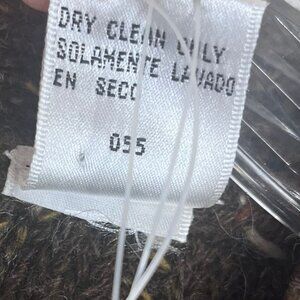 DRY CLEAN ONLY
SOLAMENTE LAVADO
EN SECO
055